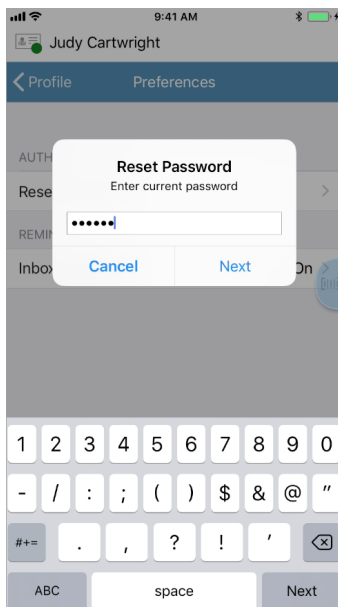 9:41 AM
Judy Cartwright
Profile Preferences
AUTH
Reset Password
Enter current password
Rese
••••••
REMIN
Cancel Next
Inbox On
1 2 3 4 5 6 7 8 9 0
- / : ; ( ) $ & @ "
#+= . , ? ! '
ABC space Next